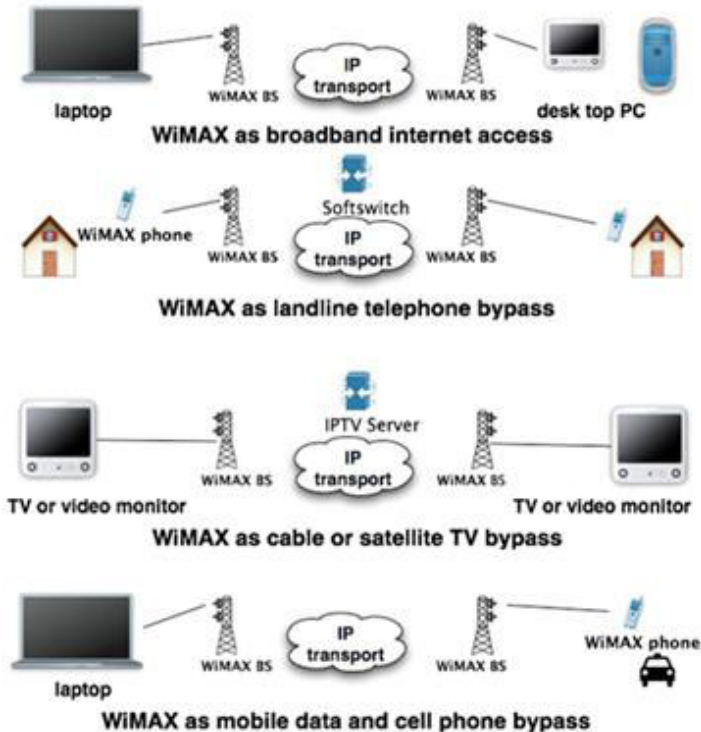 IP
transport
WiMAX BS
WiMAX BS
laptop
desk top PC
WiMAX as broadband internet access
Softswitch
WiMAX phone
IP
transport
WiMAX BS
WiMAX BS
WiMAX as landline telephone bypass
IPTV Server
IP
transport
WiMAX BS
WiMAX BS
TV or video monitor
TV or video monitor
WiMAX as cable or satellite TV bypass
IP
transport
WiMAX BS
WiMAX BS
WiMAX phone
laptop
WiMAX as mobile data and cell phone bypass